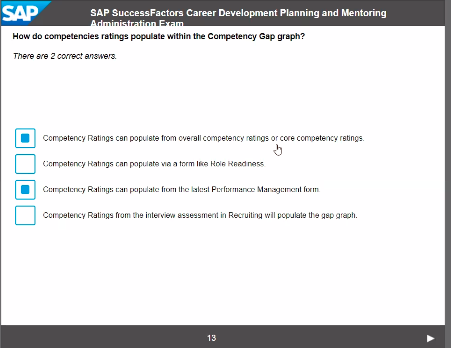 SAP
SAP SuccessFactors Career Development Planning and Mentoring
Administration Exam
How do competencies ratings populate within the Competency Gap graph?
There are 2 correct answers.
Competency Ratings can populate from overall competency ratings or core competency ratings.
Competency Ratings can populate via a form like Role Readiness
Competency Ratings can populate from the latest Performance Management form.
Competency Ratings from the interview assessment in Recruiting will populate the gap graph.
13